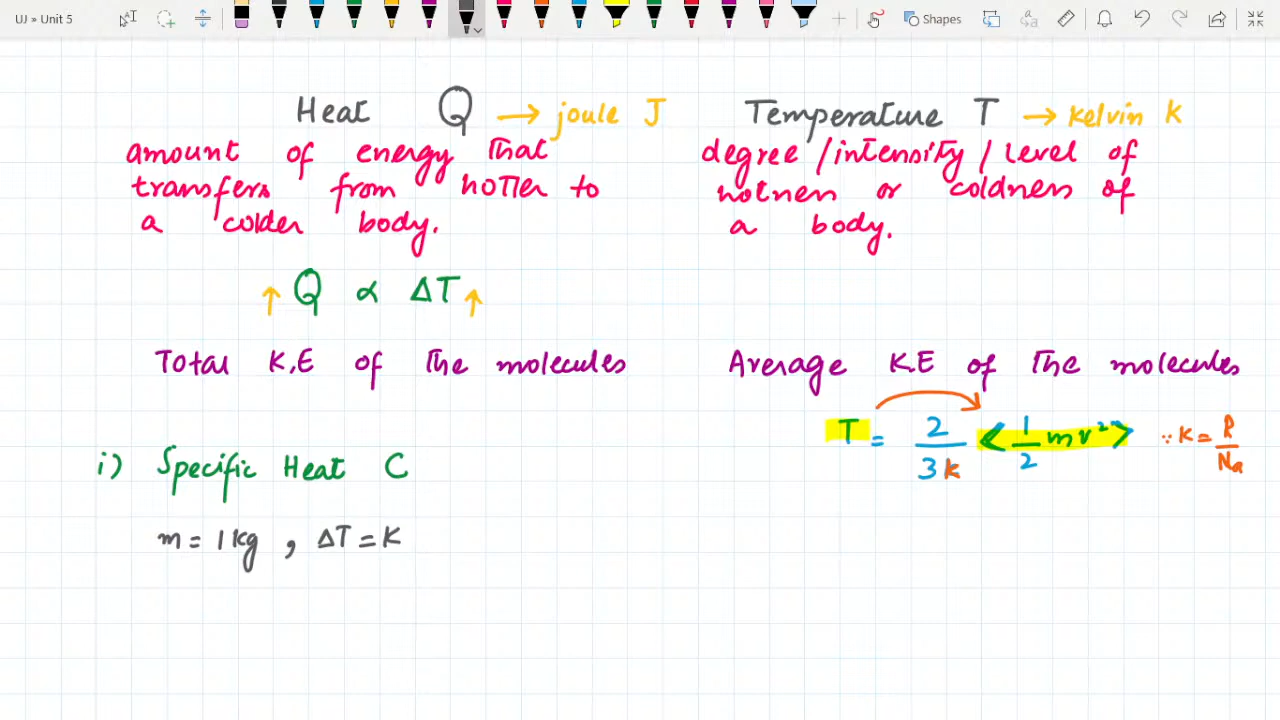 UJ » Unit 5
Shapes
Heat Q → joule J
amount of energy that
transfers from hotter to
a colder body.
↑ Q ∝ ΔT ↑
Total K.E of the molecules
i) Specific Heat C
m = 1 kg , ΔT = K
Temperature T → kelvin K
degree /intensity / level of
hotness or coldness of
a body.
Average K.E of the molecules
T = 2/3k <1/2 mv²> ∵ k = R/Na